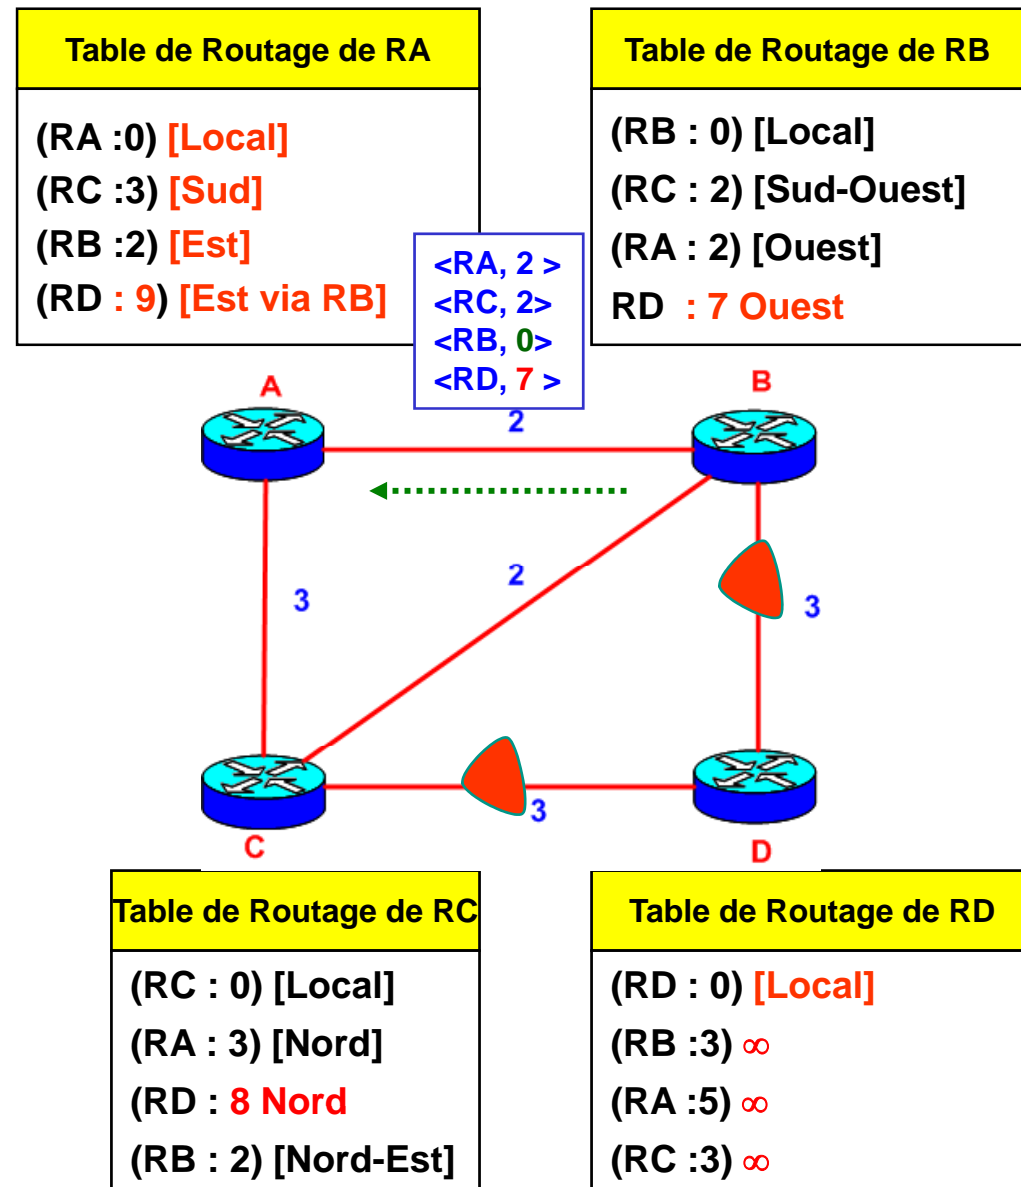 Table de Routage de RA
(RA :0) [Local]
(RC :3) [Sud]
(RB :2) [Est]
(RD : 9) [Est via RB]
Table de Routage de RB
(RB : 0) [Local]
(RC : 2) [Sud-Ouest]
(RA : 2) [Ouest]
RD : 7 Ouest
<RA, 2 >
<RC, 2>
<RB, 0>
<RD, 7 >
A
B
2
2
3
3
3
C
D
Table de Routage de RC
(RC : 0) [Local]
(RA : 3) [Nord]
(RD : 8 Nord
(RB : 2) [Nord-Est]
Table de Routage de RD
(RD : 0) [Local]
(RB :3) ∞
(RA :5) ∞
(RC :3) ∞